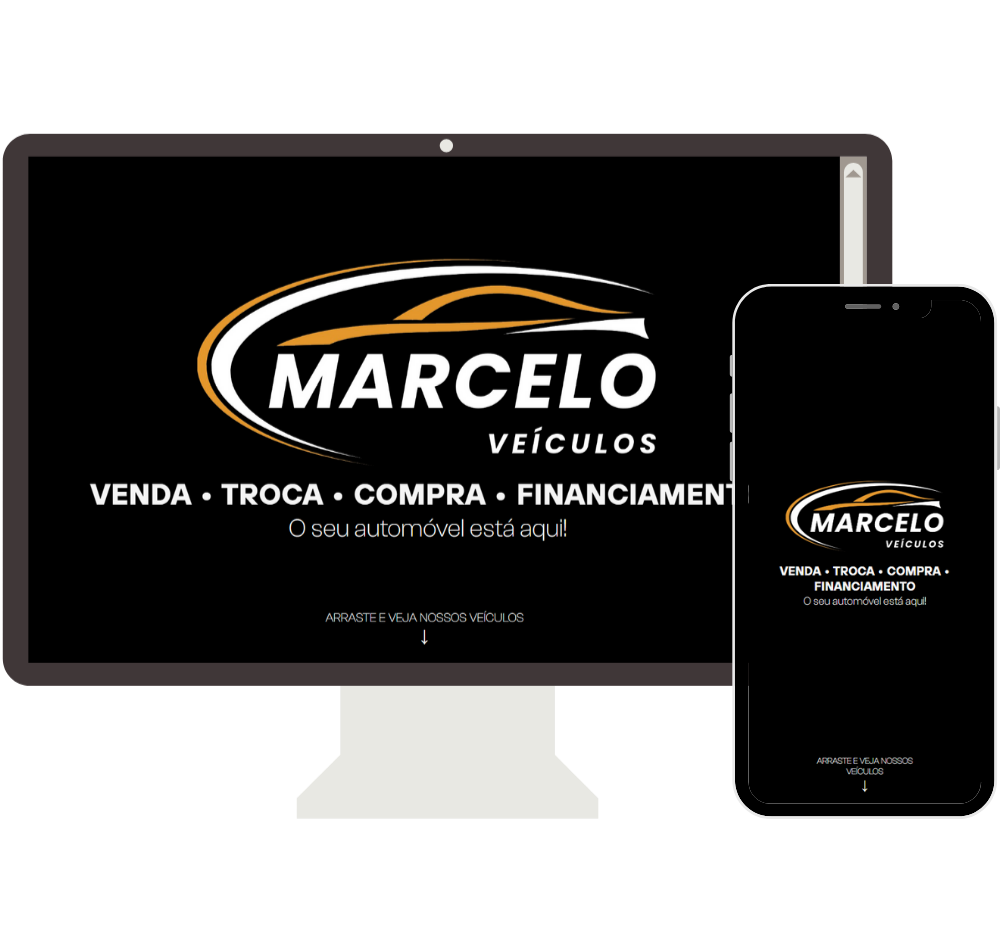 MARCELO
VEÍCULOS
VENDA • TROCA • COMPRA • FINANCIAMENT
O seu automóvel está aqui!
ARRASTE E VEJA NOSSOS VEÍCULOS
↓
MARCELO
VEÍCULOS
VENDA • TROCA • COMPRA •
FINANCIAMENTO
O seu automóvel está aqui!
ARRASTE E VEJA NOSSOS
VEÍCULOS
↓